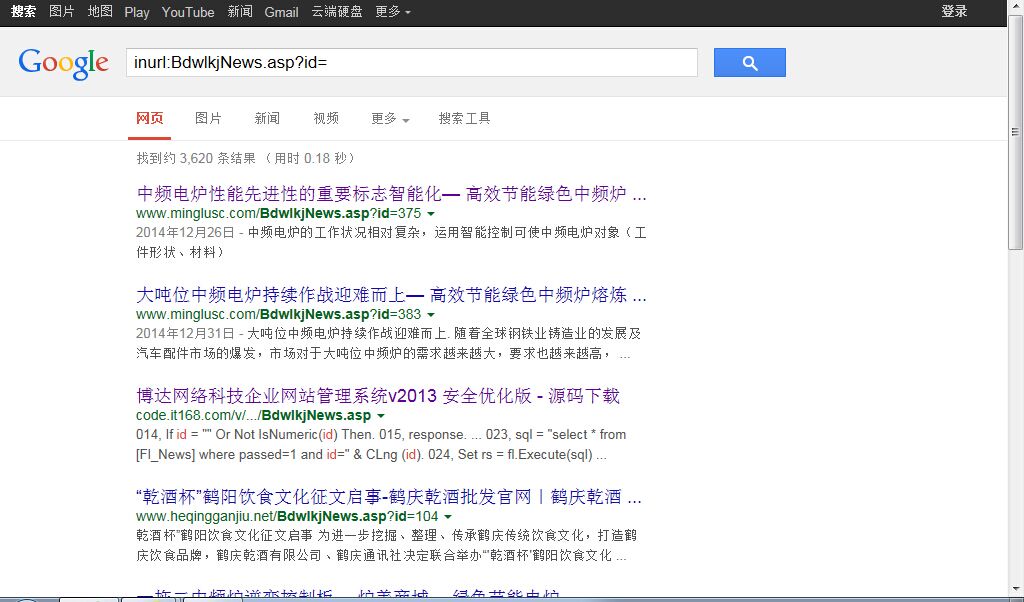 搜索 图片 地图 Play YouTube 新闻 Gmail 云端硬盘 更多 登录
Google inurl:BdwlkjNews.asp?id=
网页 图片 新闻 视频 更多 搜索工具
找到约 3,620 条结果 （用时 0.18 秒）
中频电炉性能先进性的重要标志智能化— 高效节能绿色中频炉 ...
www.minglusc.com/BdwlkjNews.asp?id=375
2014年12月26日 - 中频电炉的工作状况相对复杂，运用智能控制可使中频电炉对象（工
件形状、材料）
大吨位中频电炉持续作战迎难而上— 高效节能绿色中频炉熔炼 ...
www.minglusc.com/BdwlkjNews.asp?id=383
2014年12月31日 - 大吨位中频电炉持续作战迎难而上. 随着全球钢铁业铸造业的发展及
汽车配件市场的爆发，市场对于大吨位中频炉的需求越来越大，要求也越来越高， ...
博达网络科技企业网站管理系统v2013 安全优化版 - 源码下载
code.it168.com/v/.../BdwlkjNews.asp
014, If id = "" Or Not IsNumeric(id) Then. 015, response. ... 023, sql = "select * from
[Fl_News] where passed=1 and id=" & CLng (id). 024, Set rs = fl.Execute(sql) ...
“乾酒杯”鹤阳饮食文化征文启事-鹤庆乾酒批发官网丨鹤庆乾酒 ...
www.heqingganjiu.net/BdwlkjNews.asp?id=104
乾酒杯”鹤阳饮食文化征文启事 为进一步挖掘、整理、传承鹤庆传统饮食文化，打造鹤
庆饮食品牌，鹤庆乾酒有限公司、鹤庆通讯社决定联合举办“'乾酒杯'鹤阳饮食文化 ...